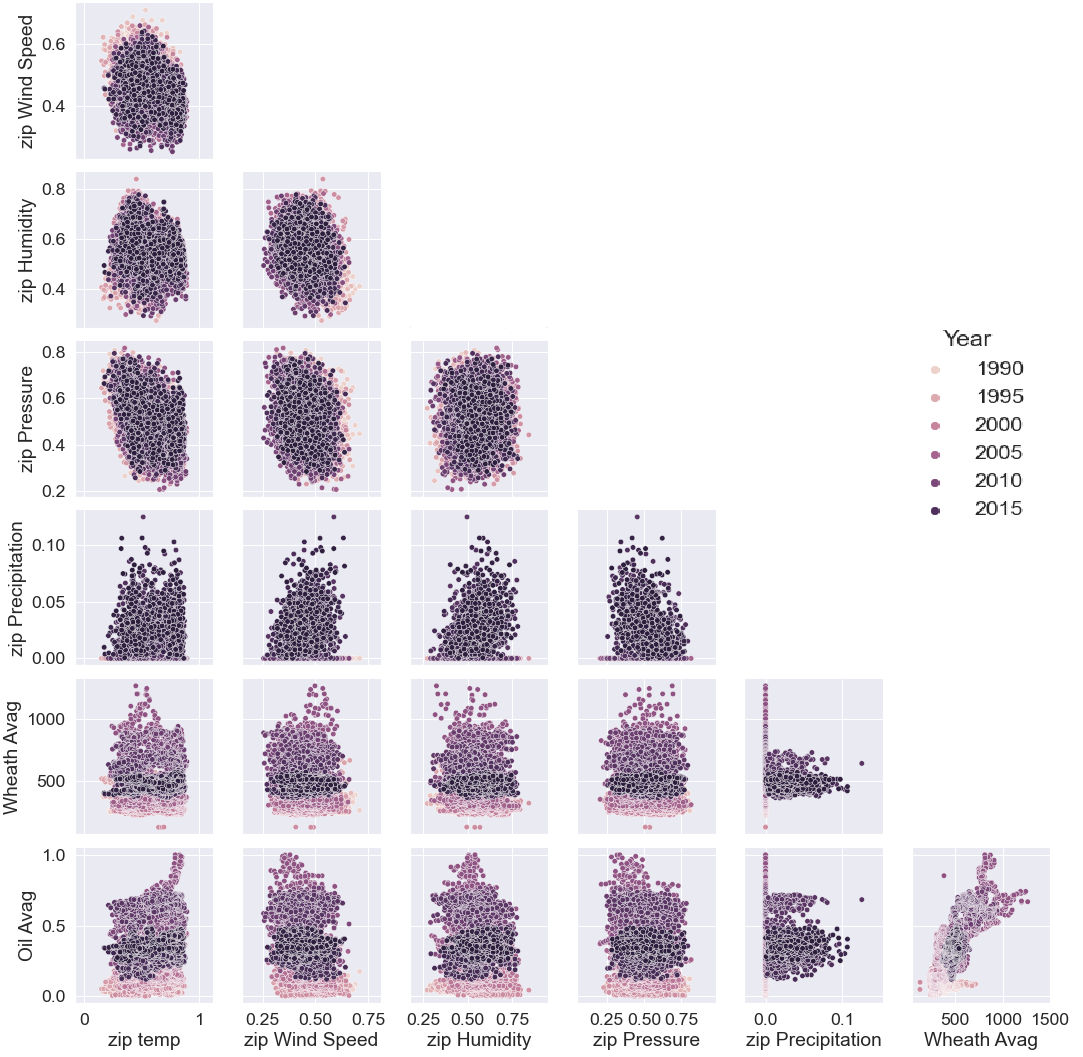 zip Wind Speed
0.6
0.4
zip Humidity
0.8
0.6
0.4
zip Pressure
0.8
0.6
0.4
0.2
zip Precipitation
0.10
0.05
0.00
Wheath Avag
1000
500
Oil Avag
1.0
0.5
0.0
0 1
0.25 0.50 0.75
0.25 0.50 0.75
0.25 0.50 0.75
0.0 0.1
500 1000 1500
zip temp
zip Wind Speed
zip Humidity
zip Pressure
zip Precipitation
Wheath Avag
Year
1990
1995
2000
2005
2010
2015